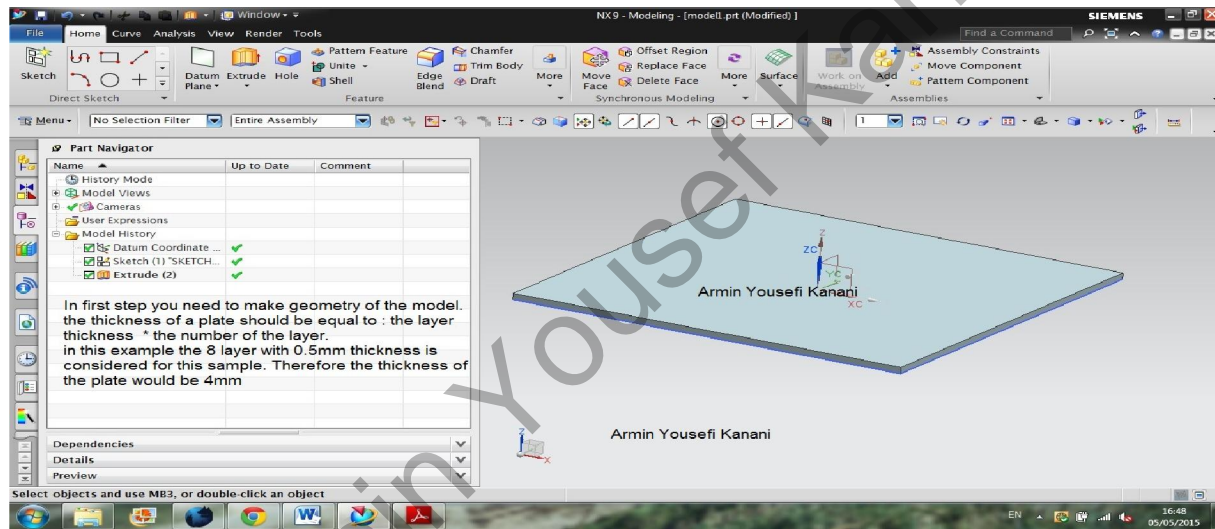 Window
NX 9 - Modeling - [model1.prt (Modified) ]
SIEMENS
File Home Curve Analysis View Render Tools
Find a Command
Sketch
Datum Plane
Extrude
Hole
Pattern Feature
Unite
Shell
Edge Blend
Chamfer
Trim Body
Draft
More
Move Face
Offset Region
Replace Face
Delete Face
More
Surface
Work on Assembly
Add
Assembly Constraints
Move Component
Pattern Component
Direct Sketch
Feature
Synchronous Modeling
Assemblies
Menu
No Selection Filter
Entire Assembly
1
Part Navigator
Name Up to Date Comment
History Mode
Model Views
Cameras
User Expressions
Model History
Datum Coordinate ...
Sketch (1) "SKETCH...
Extrude (2)
In first step you need to make geometry of the model.
the thickness of a plate should be equal to : the layer
thickness * the number of the layer.
in this example the 8 layer with 0.5mm thickness is
considered for this sample. Therefore the thickness of
the plate would be 4mm
Dependencies
Details
Preview
Z
ZC
YC
XC
Armin Yousefi Kanani
Z
X
Armin Yousefi Kanani
Select objects and use MB3, or double-click an object
EN
16:48
05/05/2015